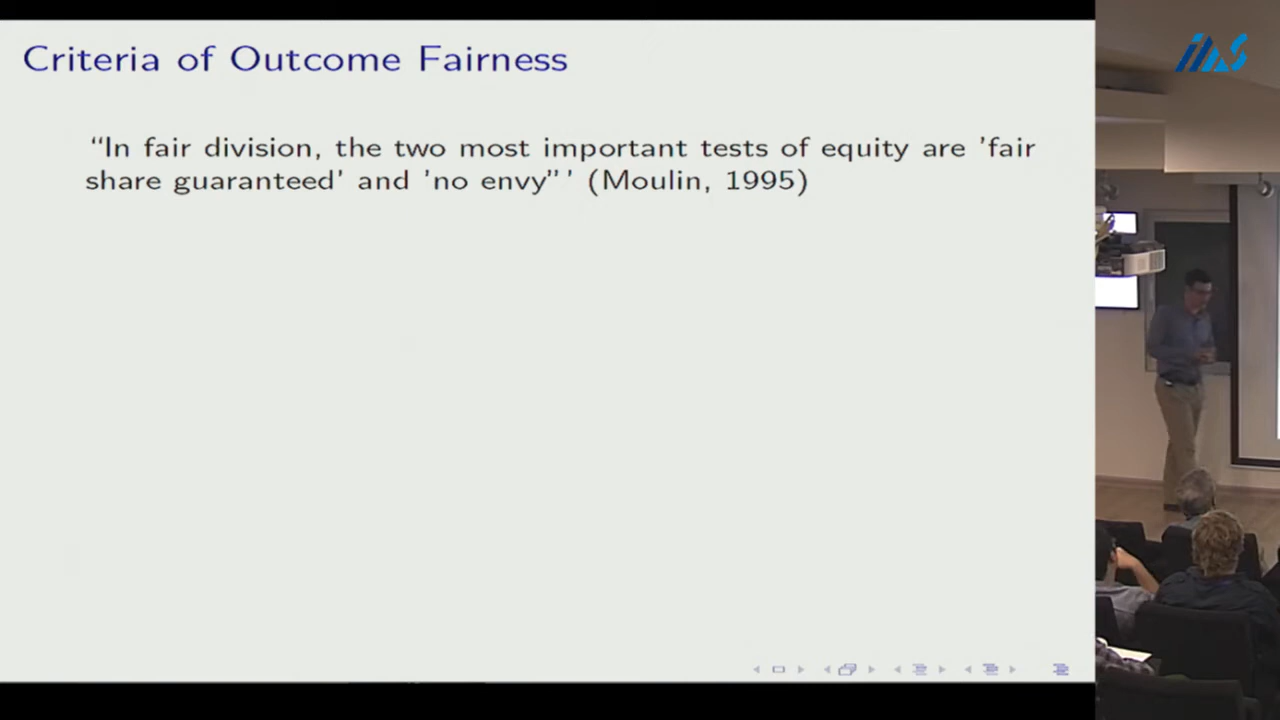 Criteria of Outcome Fairness
“In fair division, the two most important tests of equity are ’fair
share guaranteed’ and ’no envy”’ (Moulin, 1995)
IIAS